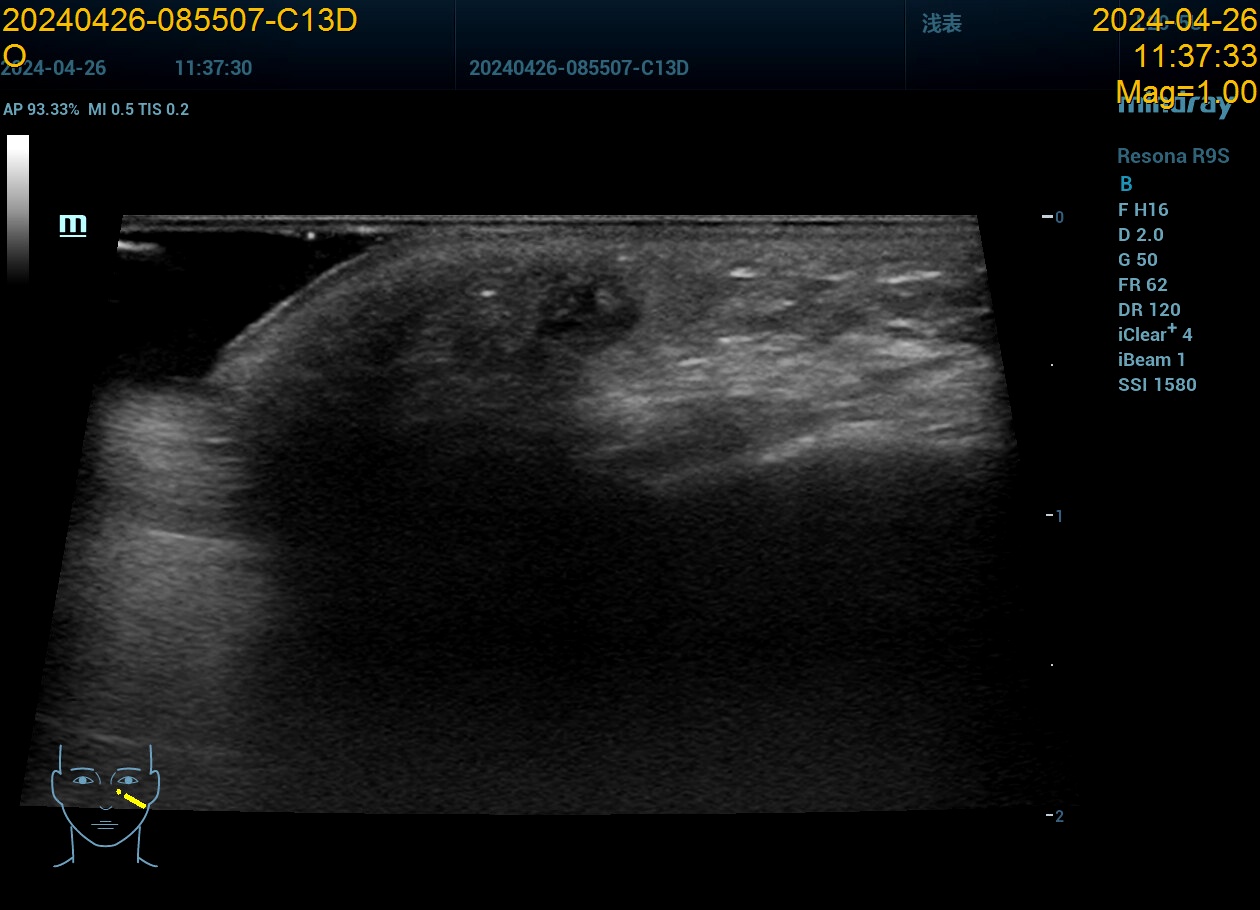 20240426-085507-C13D
O
2024-04-26
11:37:33
Mag=1.00
2024-04-26 11:37:30 20240426-085507-C13D
浅表
AP 93.33% MI 0.5 TIS 0.2
mindray
Resona R9S
m
B
F H16
D 2.0
G 50
FR 62
DR 120
iClear+ 4
iBeam 1
SSI 1580
0
1
2